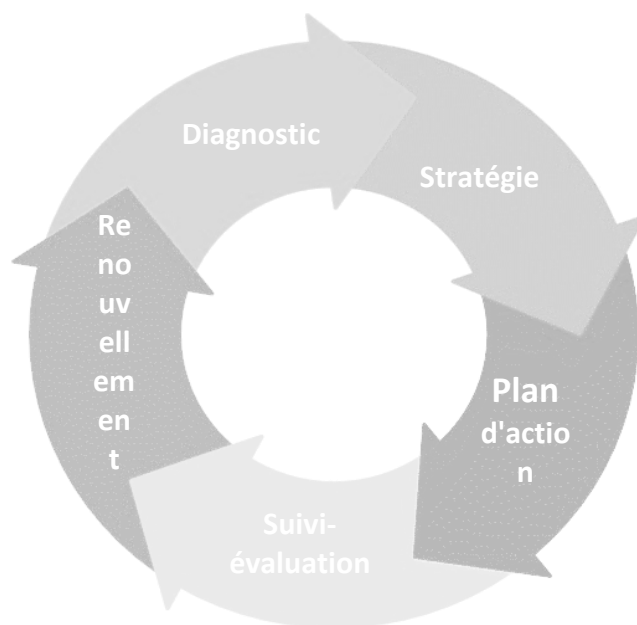 Diagnostic
Stratégie
Plan
d'actio
n
Suivi-
évaluation
Re
no
uv
ell
em
en
t